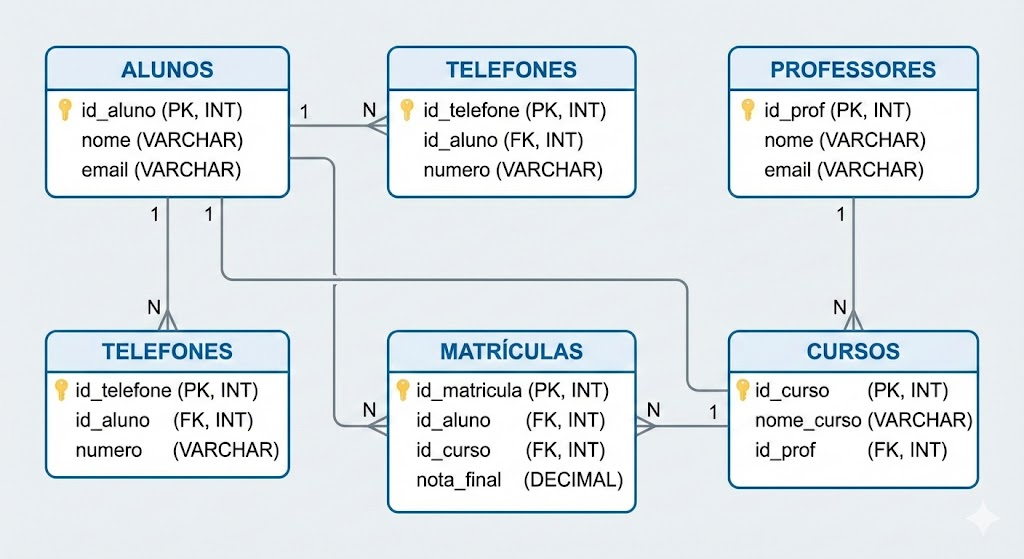 ALUNOS
id_aluno (PK, INT)
nome (VARCHAR)
email (VARCHAR)
1
N
TELEFONES
id_telefone (PK, INT)
id_aluno (FK, INT)
numero (VARCHAR)
PROFESSORES
id_prof (PK, INT)
nome (VARCHAR)
email (VARCHAR)
1
1
1
N
N
TELEFONES
id_telefone (PK, INT)
id_aluno (FK, INT)
numero (VARCHAR)
N
MATRÍCULAS
id_matricula (PK, INT)
id_aluno (FK, INT)
id_curso (FK, INT)
nota_final (DECIMAL)
N
1
CURSOS
id_curso (PK, INT)
nome_curso (VARCHAR)
id_prof (FK, INT)